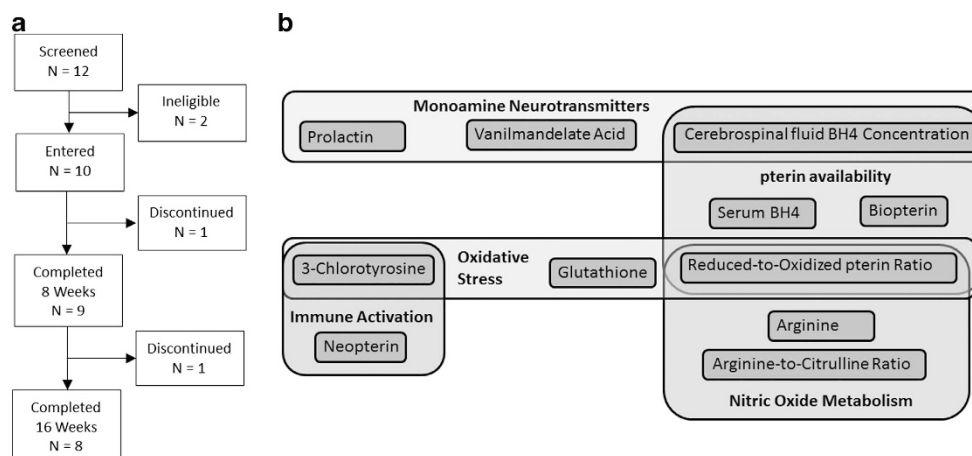 a
Screened
N = 12
Ineligible
N = 2
Entered
N = 10
Discontinued
N = 1
Completed
8 Weeks
N = 9
Discontinued
N = 1
Completed
16 Weeks
N = 8
b
Monoamine Neurotransmitters
Prolactin
Vanilmandelate Acid
Cerebrospinal fluid BH4 Concentration
pterin availability
Serum BH4
Biopterin
3-Chlorotyrosine
Oxidative
Stress
Glutathione
Reduced-to-Oxidized pterin Ratio
Immune Activation
Neopterin
Arginine
Arginine-to-Citrulline Ratio
Nitric Oxide Metabolism